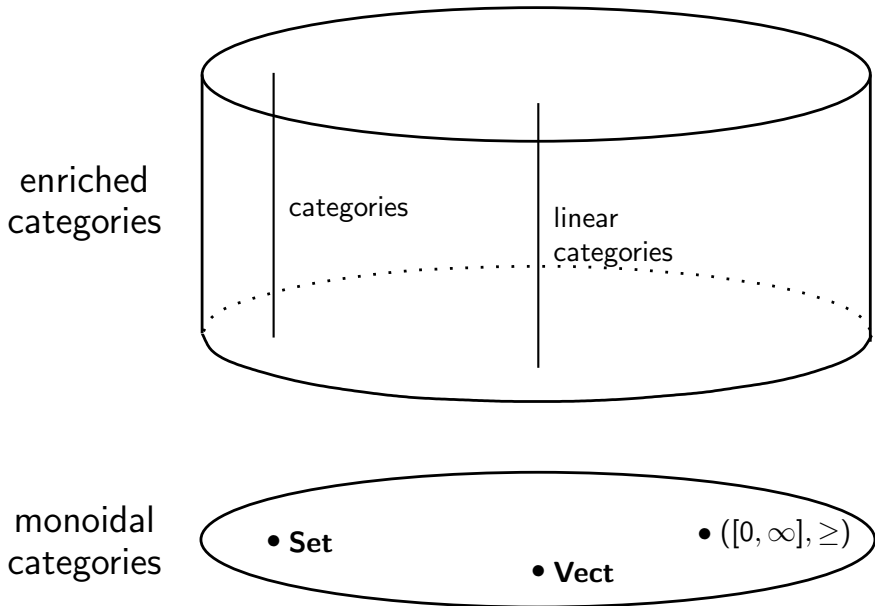 enriched
categories
categories
linear
categories
monoidal
categories
Set
Vect
([0, ∞], ≥)